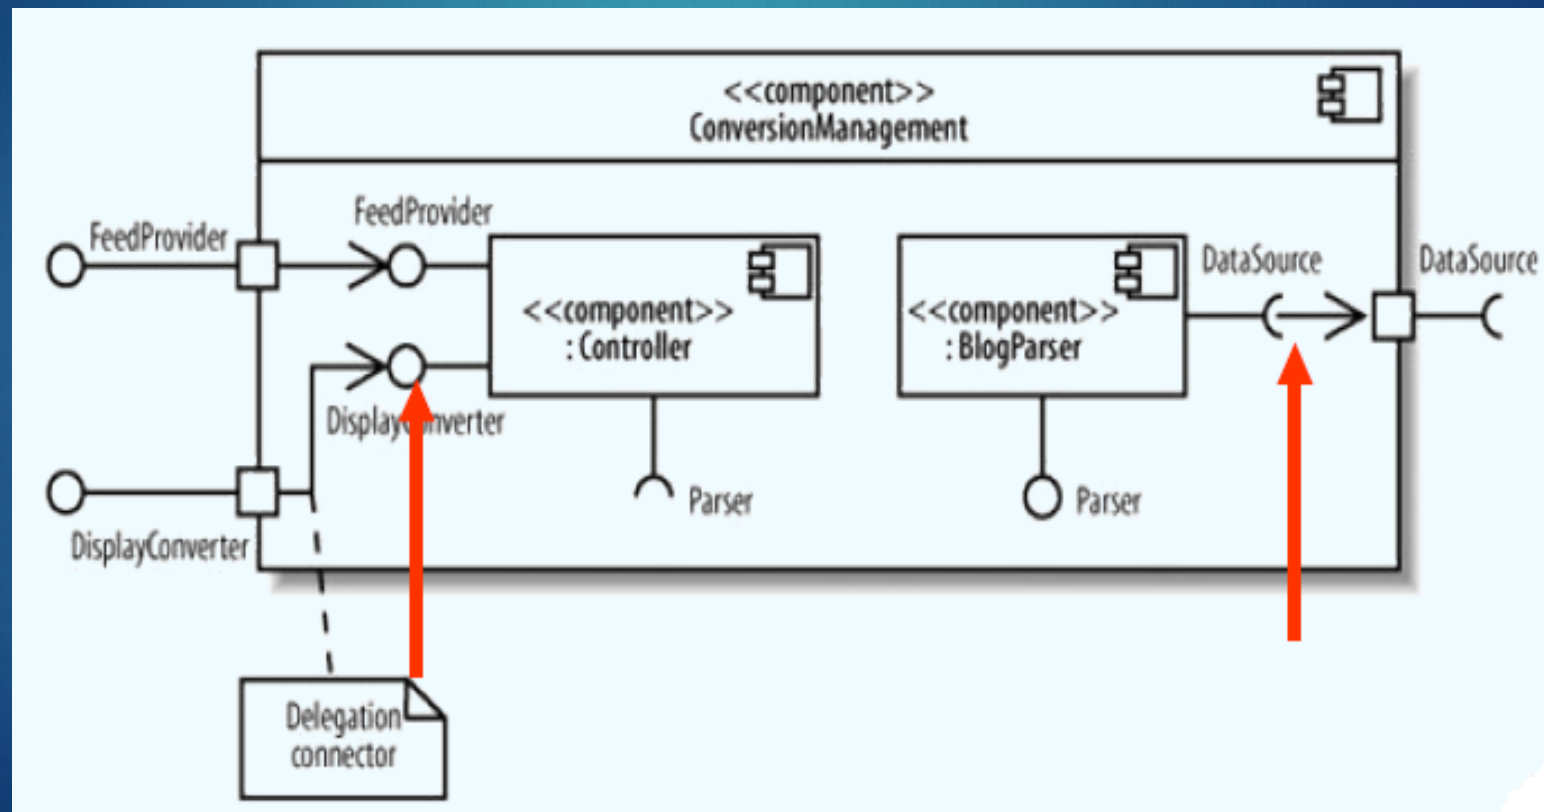 <<component>>
ConversionManagement
FeedProvider
FeedProvider
DataSource
DataSource
<<component>>
: Controller
<<component>>
: BlogParser
DisplayConverter
Parser
Parser
DisplayConverter
Delegation
connector